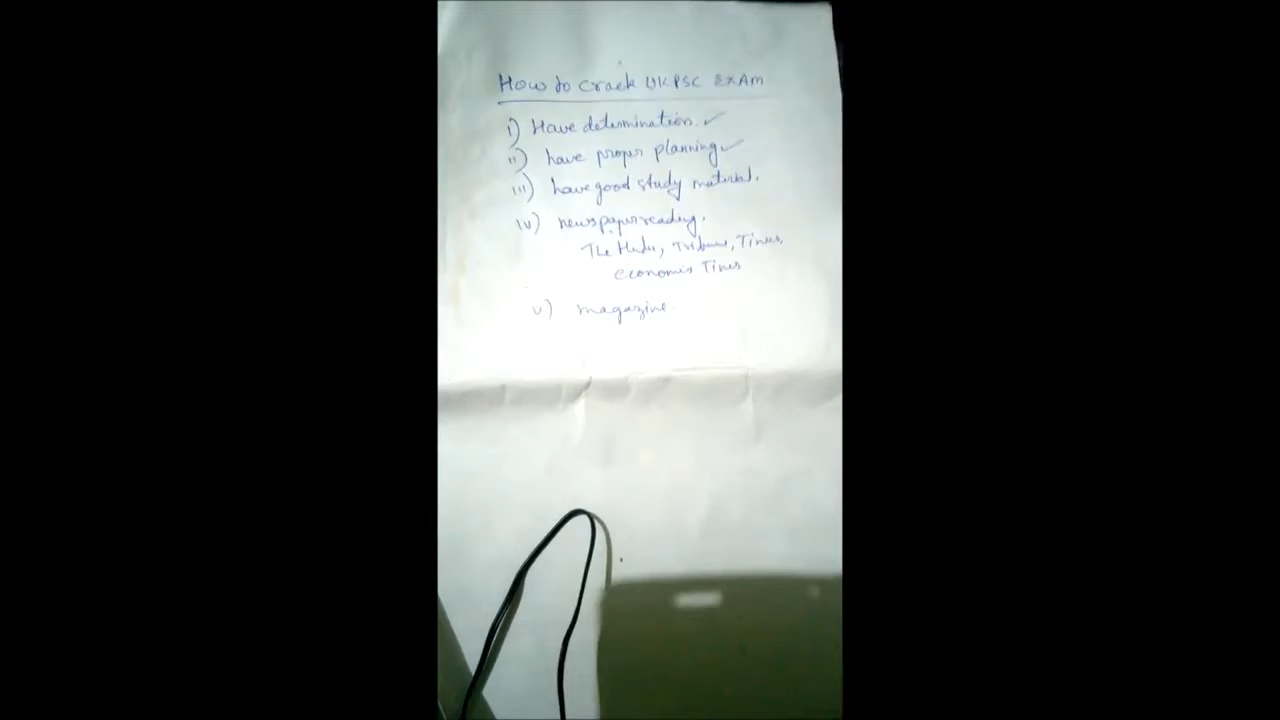 How to crack UKPSC EXAM
i) Have determination.
ii) have proper planning
iii) have good study material.
iv) newspaper reading.
The Hindu, Tribune, Times,
economis Times
v) magazine.